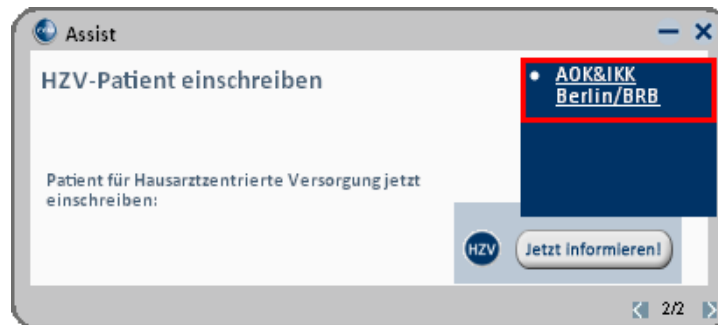 Assist
HZV-Patient einschreiben
AOK&IKK
Berlin/BRB
Patient für Hausarztzentrierte Versorgung jetzt
einschreiben:
HZV
Jetzt informieren!
2/2